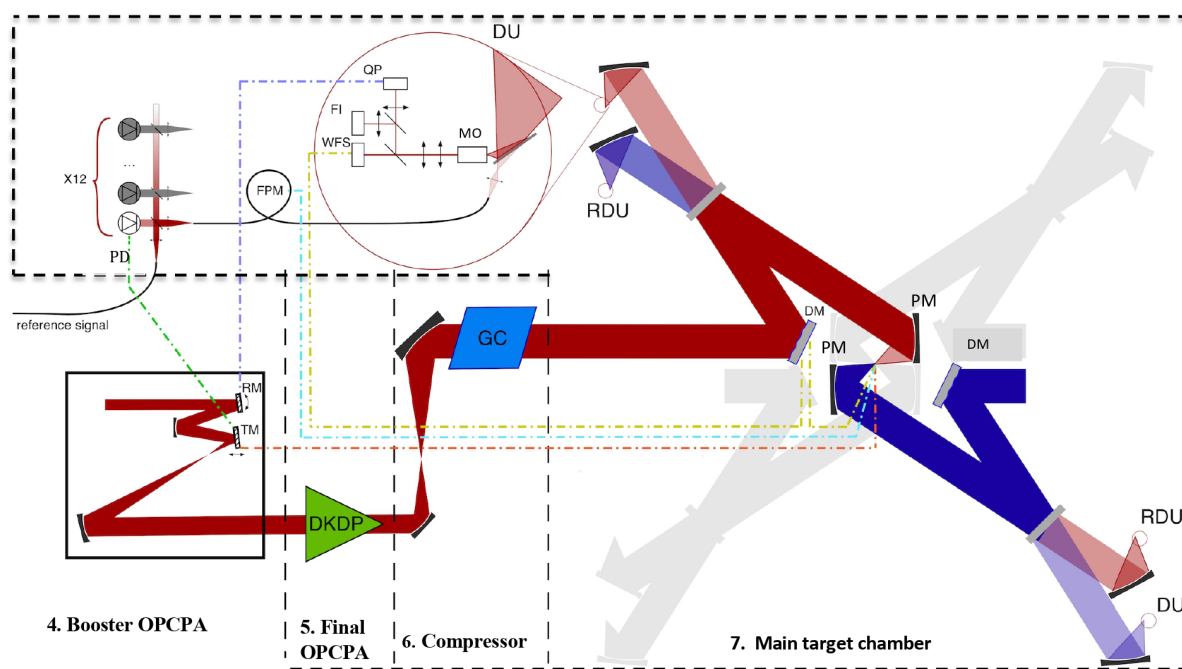 DU
QP
FI
WFS
MO
X12
...
FPM
PD
RDU
reference signal
DM
PM
PM
DM
GC
RM
TM
DKDP
RDU
DU
4. Booster OPCPA
5. Final
OPCPA
6. Compressor
7. Main target chamber